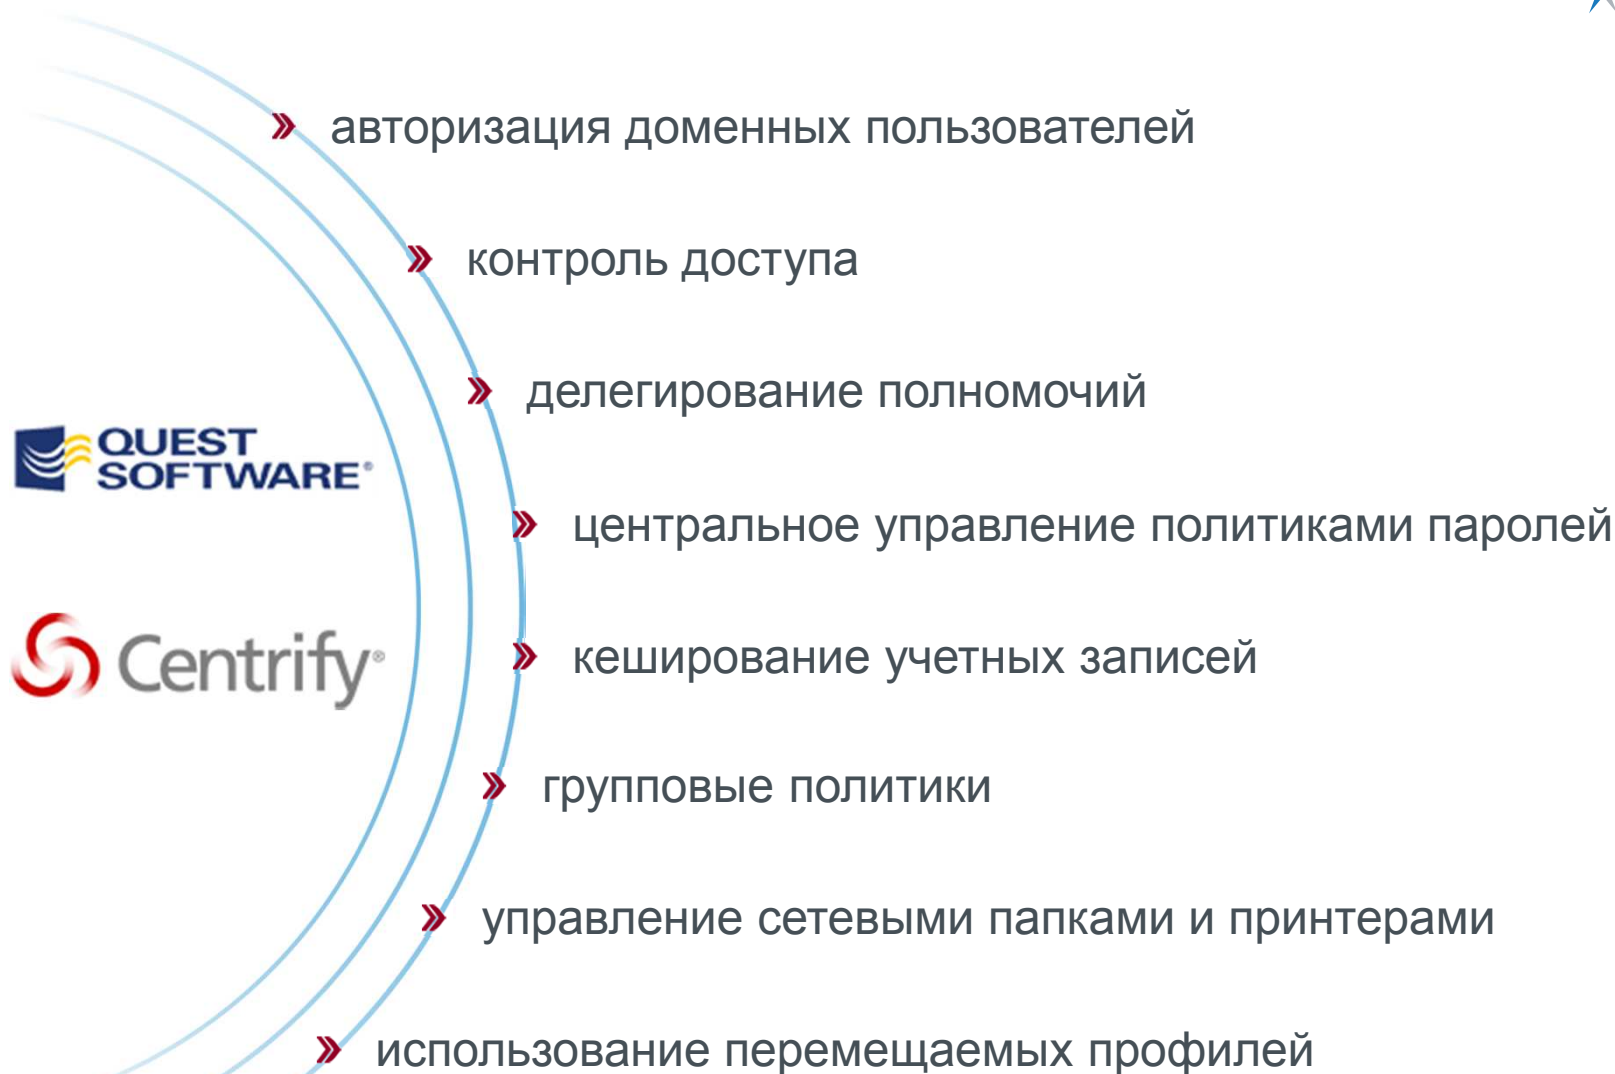 авторизация доменных пользователей
контроль доступа
делегирование полномочий
QUEST
SOFTWARE®
центральное управление политиками паролей
Centrify®
кеширование учетных записей
групповые политики
управление сетевыми папками и принтерами
использование перемещаемых профилей